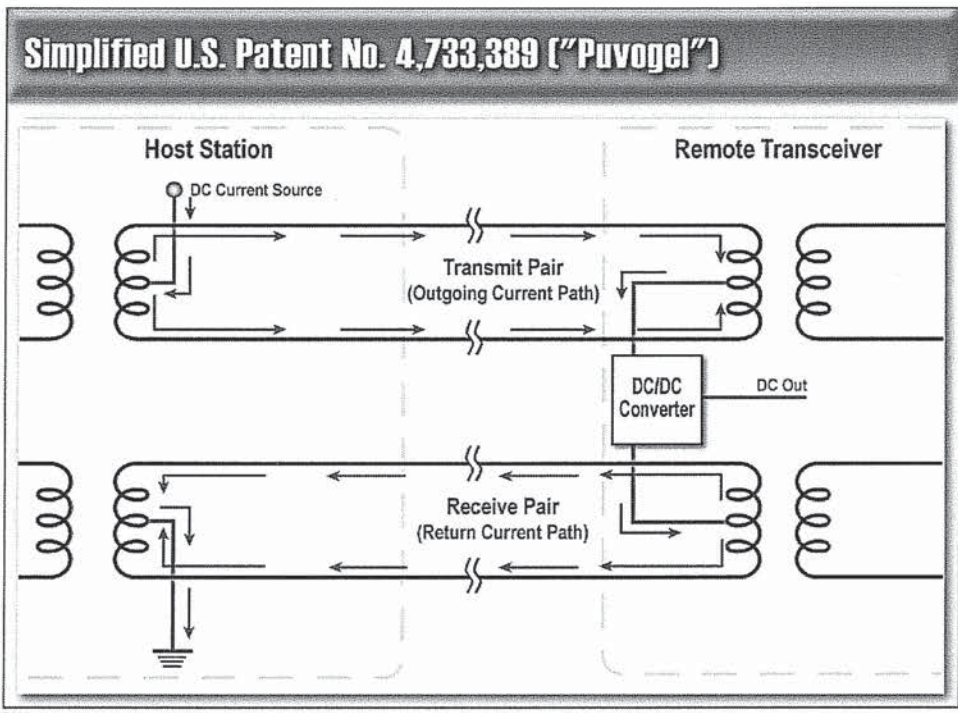 Simplified U.S. Patent No. 4,733,389 ("Puvogel")
Host Station
Remote Transceiver
DC Current Source
Transmit Pair
(Outgoing Current Path)
DC/DC
Converter
DC Out
Receive Pair
(Return Current Path)